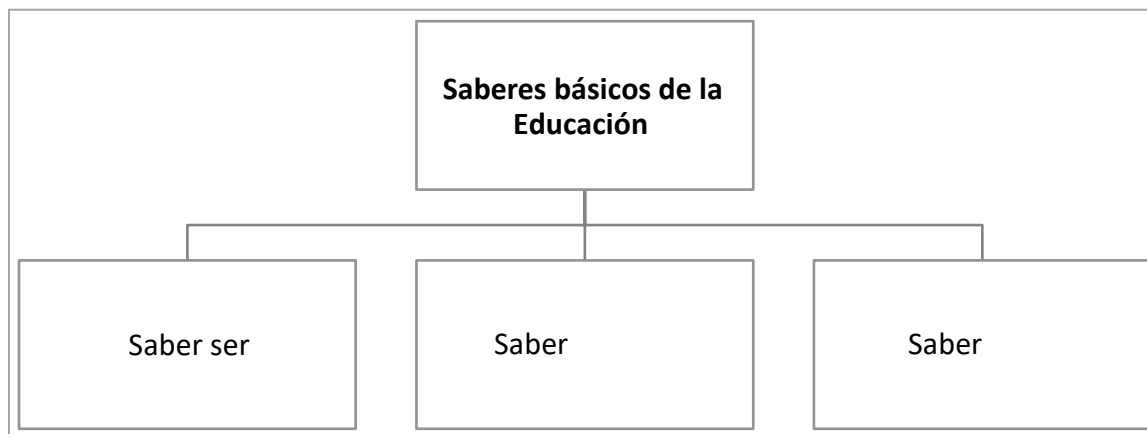 Saberes básicos de la
Educación
Saber ser
Saber
Saber